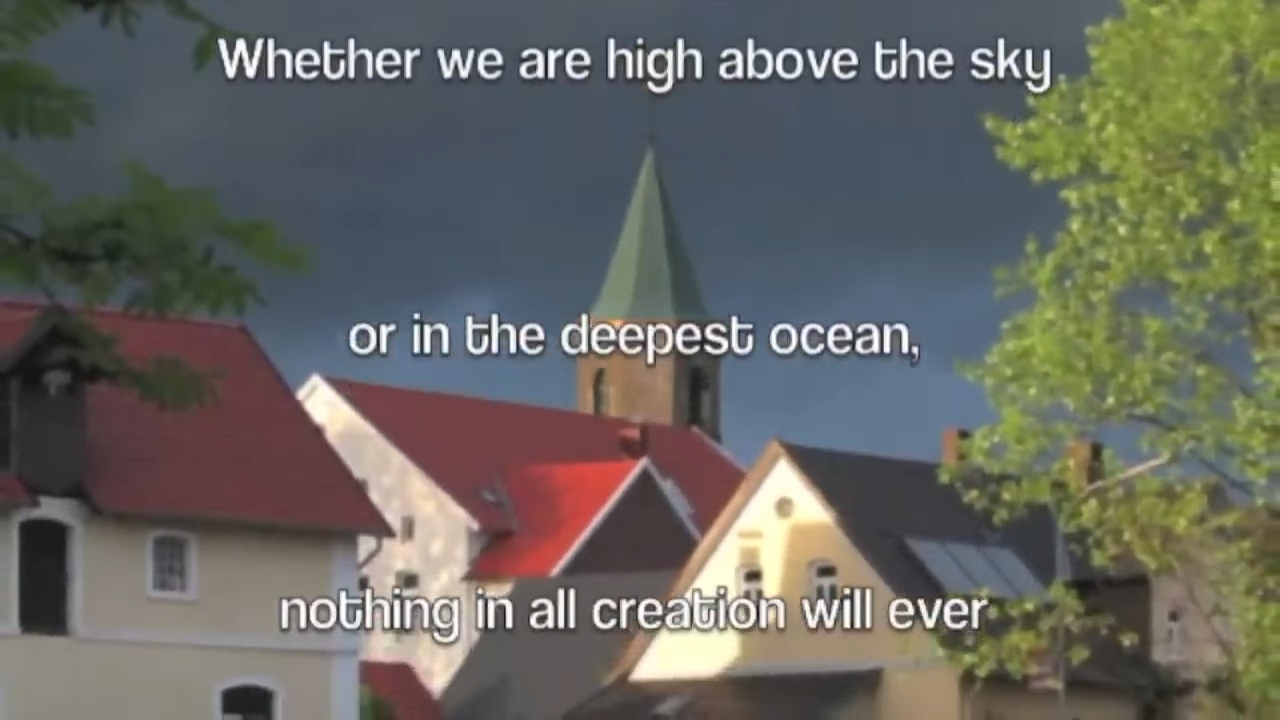 Whether we are high above the sky
or in the deepest ocean,
nothing in all creation will ever